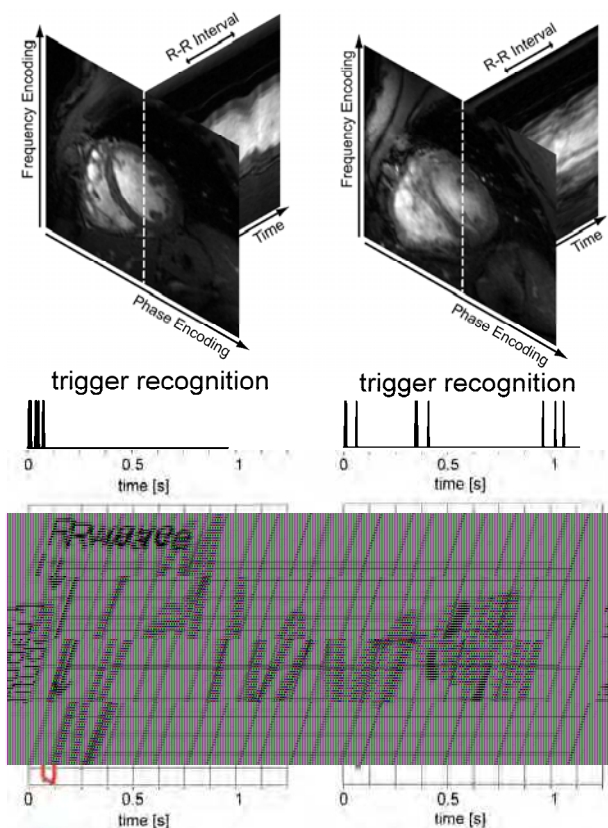 R-R Interval
R-R Interval
Frequency Encoding
Frequency Encoding
Time
Time
Phase Encoding
Phase Encoding
trigger recognition
trigger recognition
0 0.5 1
0 0.5 1
time [s]
time [s]
0 0.5 1
0 0.5 1
time [s]
time [s]